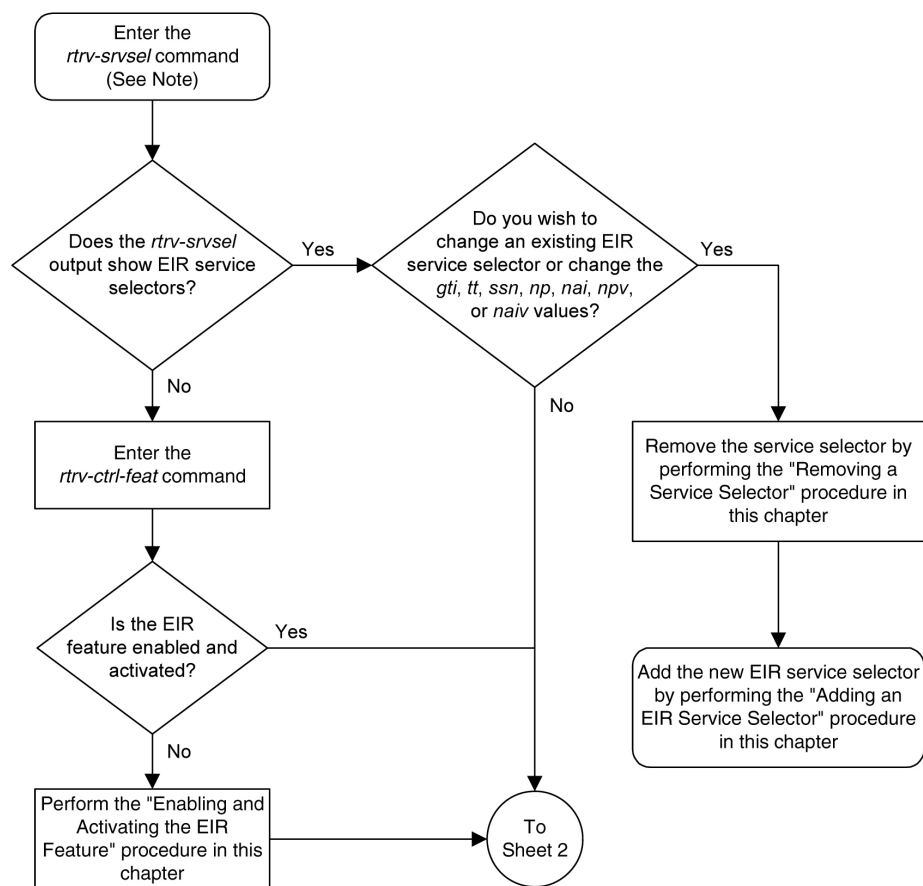 Enter the
rtrv-srvsel command
(See Note)
Does the rtrv-srvsel
output show EIR service
selectors?
Yes
No
Do you wish to
change an existing EIR
service selector or change the
gti, tt, ssn, np, nai, npv,
or naiv values?
Yes
No
Enter the
rtrv-ctrl-feat command
Remove the service selector by
performing the "Removing a
Service Selector" procedure in
this chapter
Is the EIR
feature enabled and
activated?
Yes
No
Add the new EIR service selector
by performing the "Adding an
EIR Service Selector" procedure
in this chapter
Perform the "Enabling and
Activating the EIR
Feature" procedure in this
chapter
To
Sheet 2